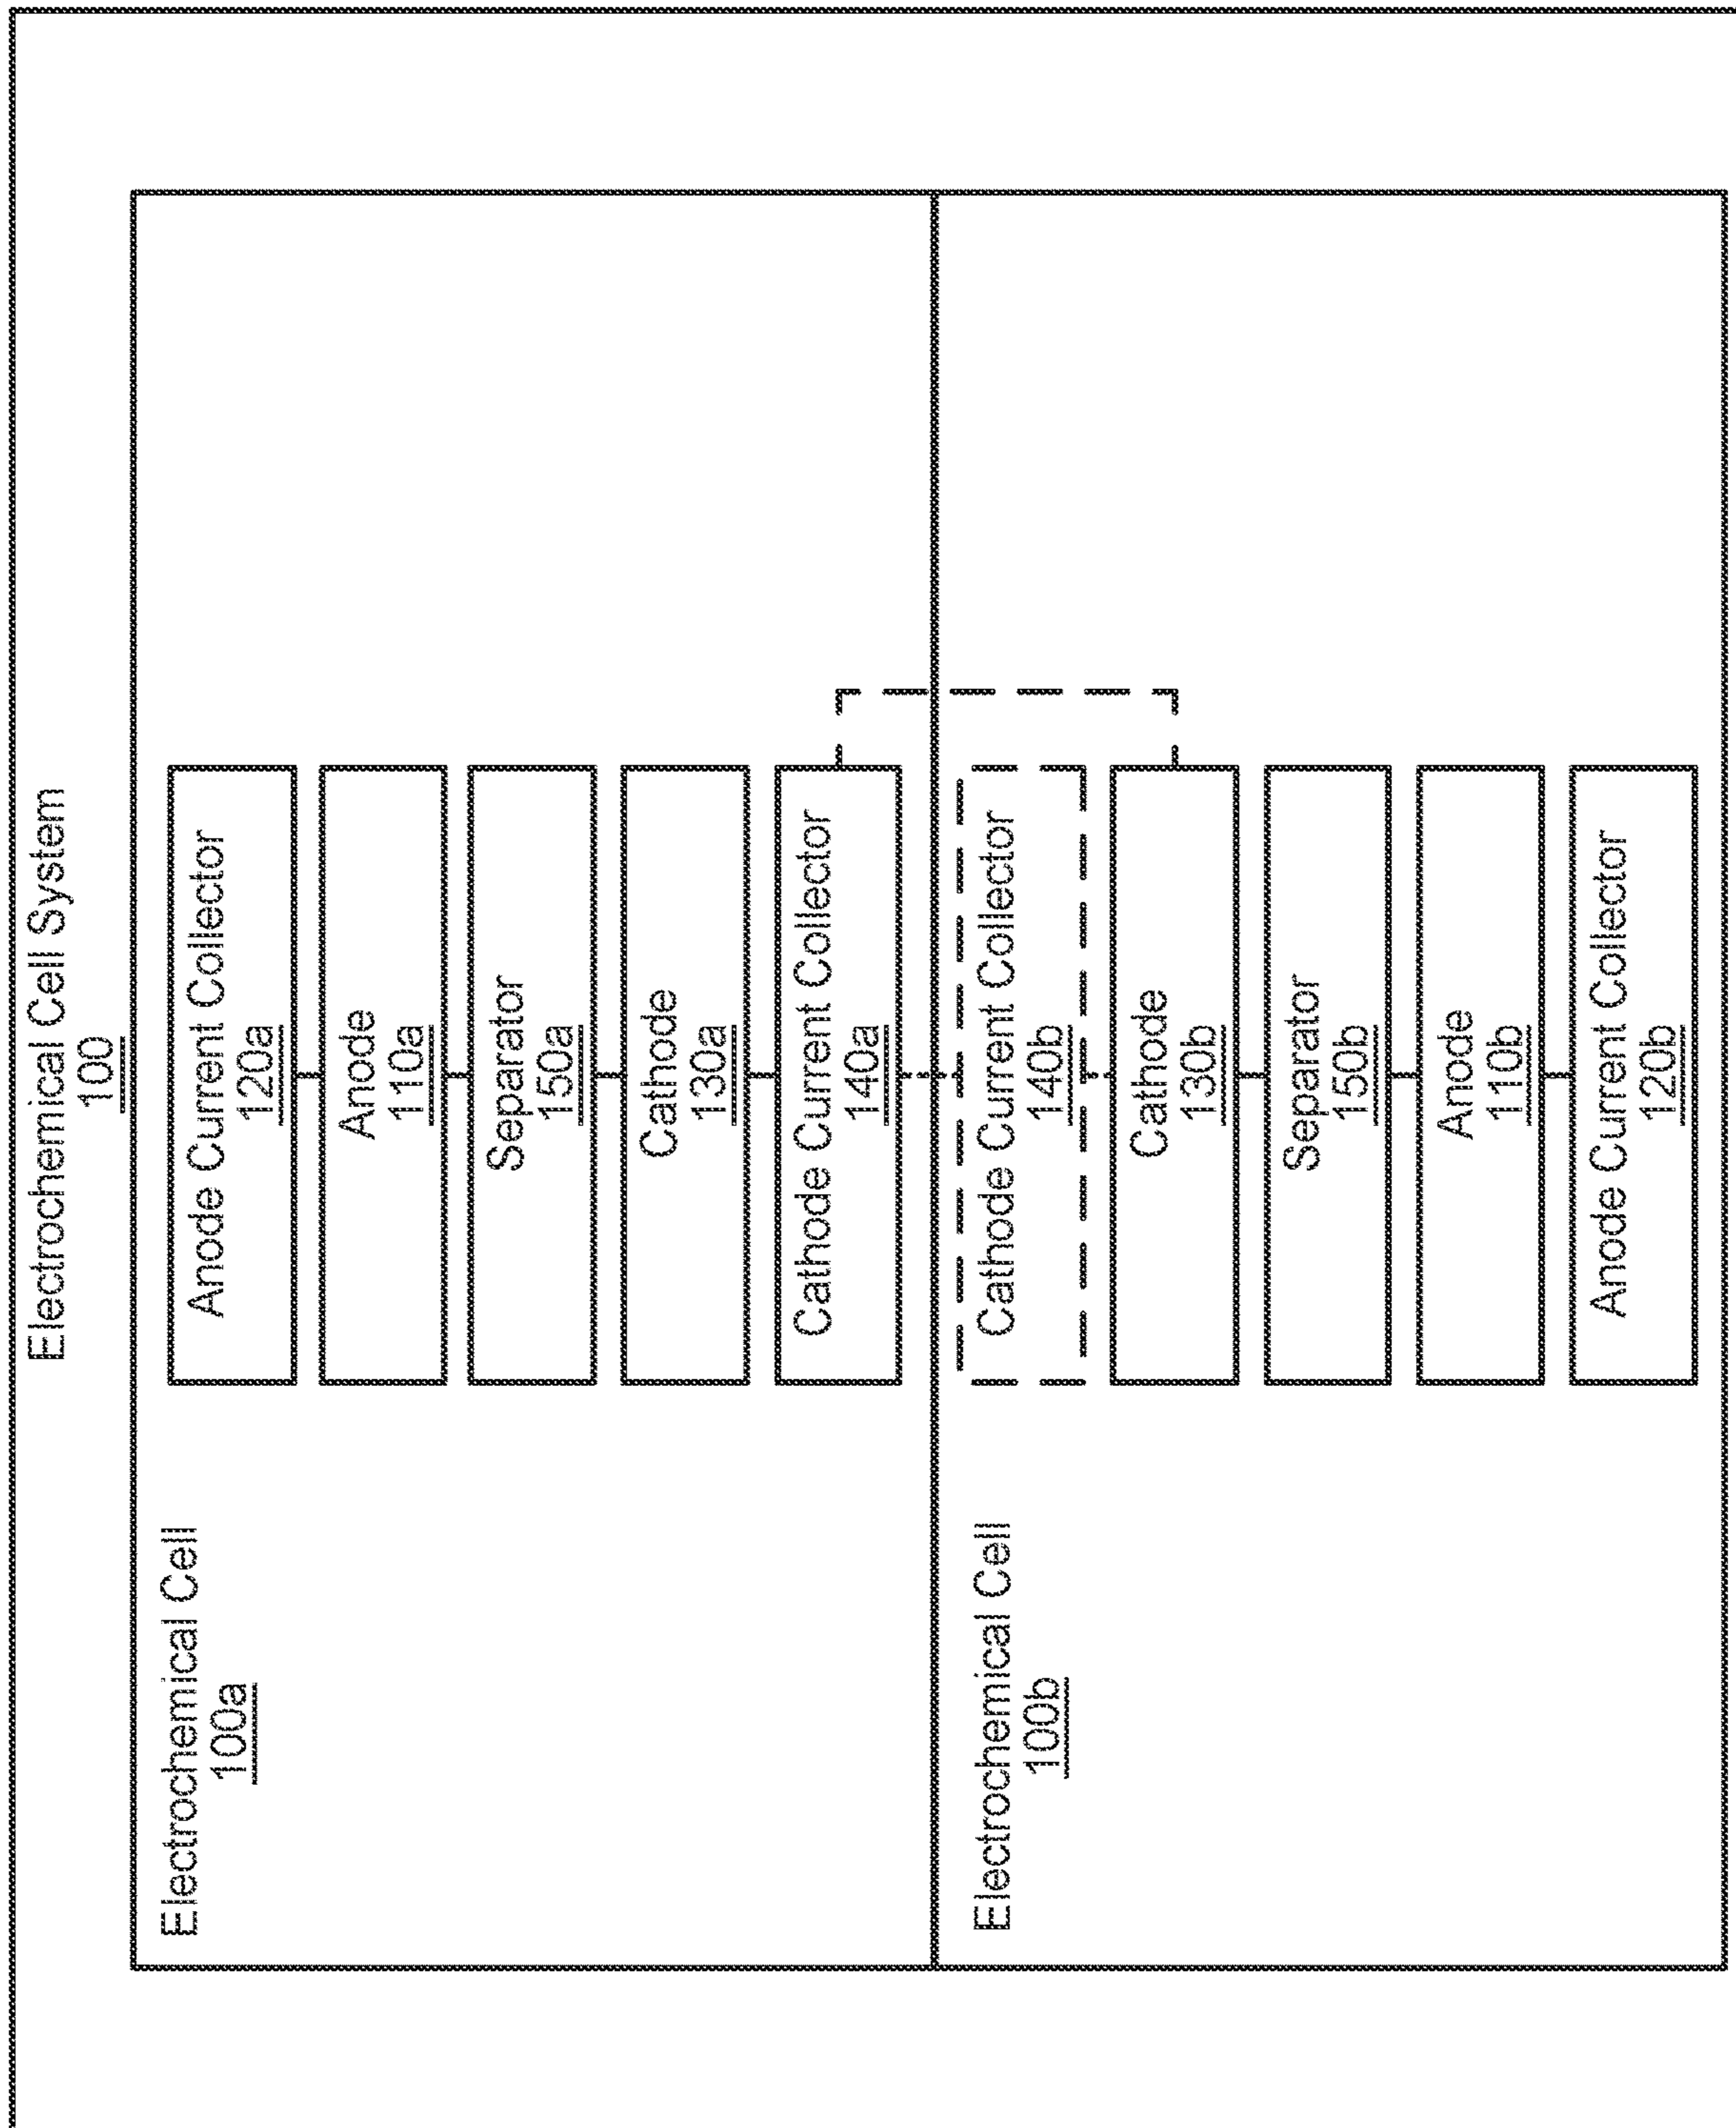 Electrochemical Cell System
100
Electrochemical Cell
100a
Anode Current Collector
120a
Anode
110a
Separator
150a
Cathode
130a
Cathode Current Collector
140a
Electrochemical Cell
100b
Cathode Current Collector
140b
Cathode
130b
Separator
150b
Anode
110b
Anode Current Collector
120b